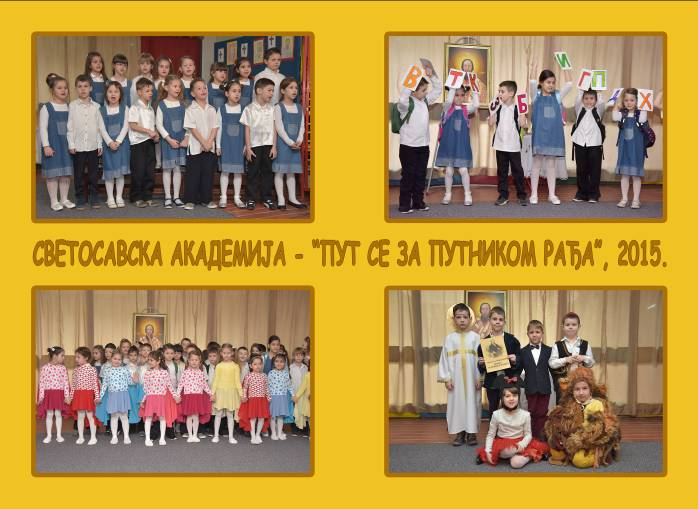 В Т К Б И Г П Х
СВЕТОСАВСКА АКАДЕМИЈА - "ПУТ СЕ ЗА ПУТНИКОМ РАЂА", 2015.